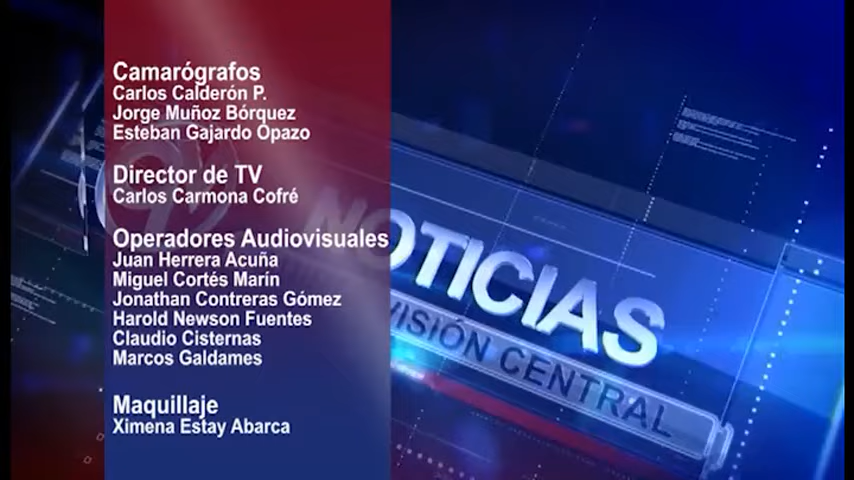 Camarógrafos
Carlos Calderón P.
Jorge Muñoz Bórquez
Esteban Gajardo Opazo
Director de TV
Carlos Carmona Cofré
Operadores Audiovisuales
Juan Herrera Acuña
Miguel Cortés Marín
Jonathan Contreras Gómez
Harold Newson Fuentes
Claudio Cisternas
Marcos Galdames
Maquillaje
Ximena Estay Abarca
NOTICIAS
VISIÓN CENTRAL